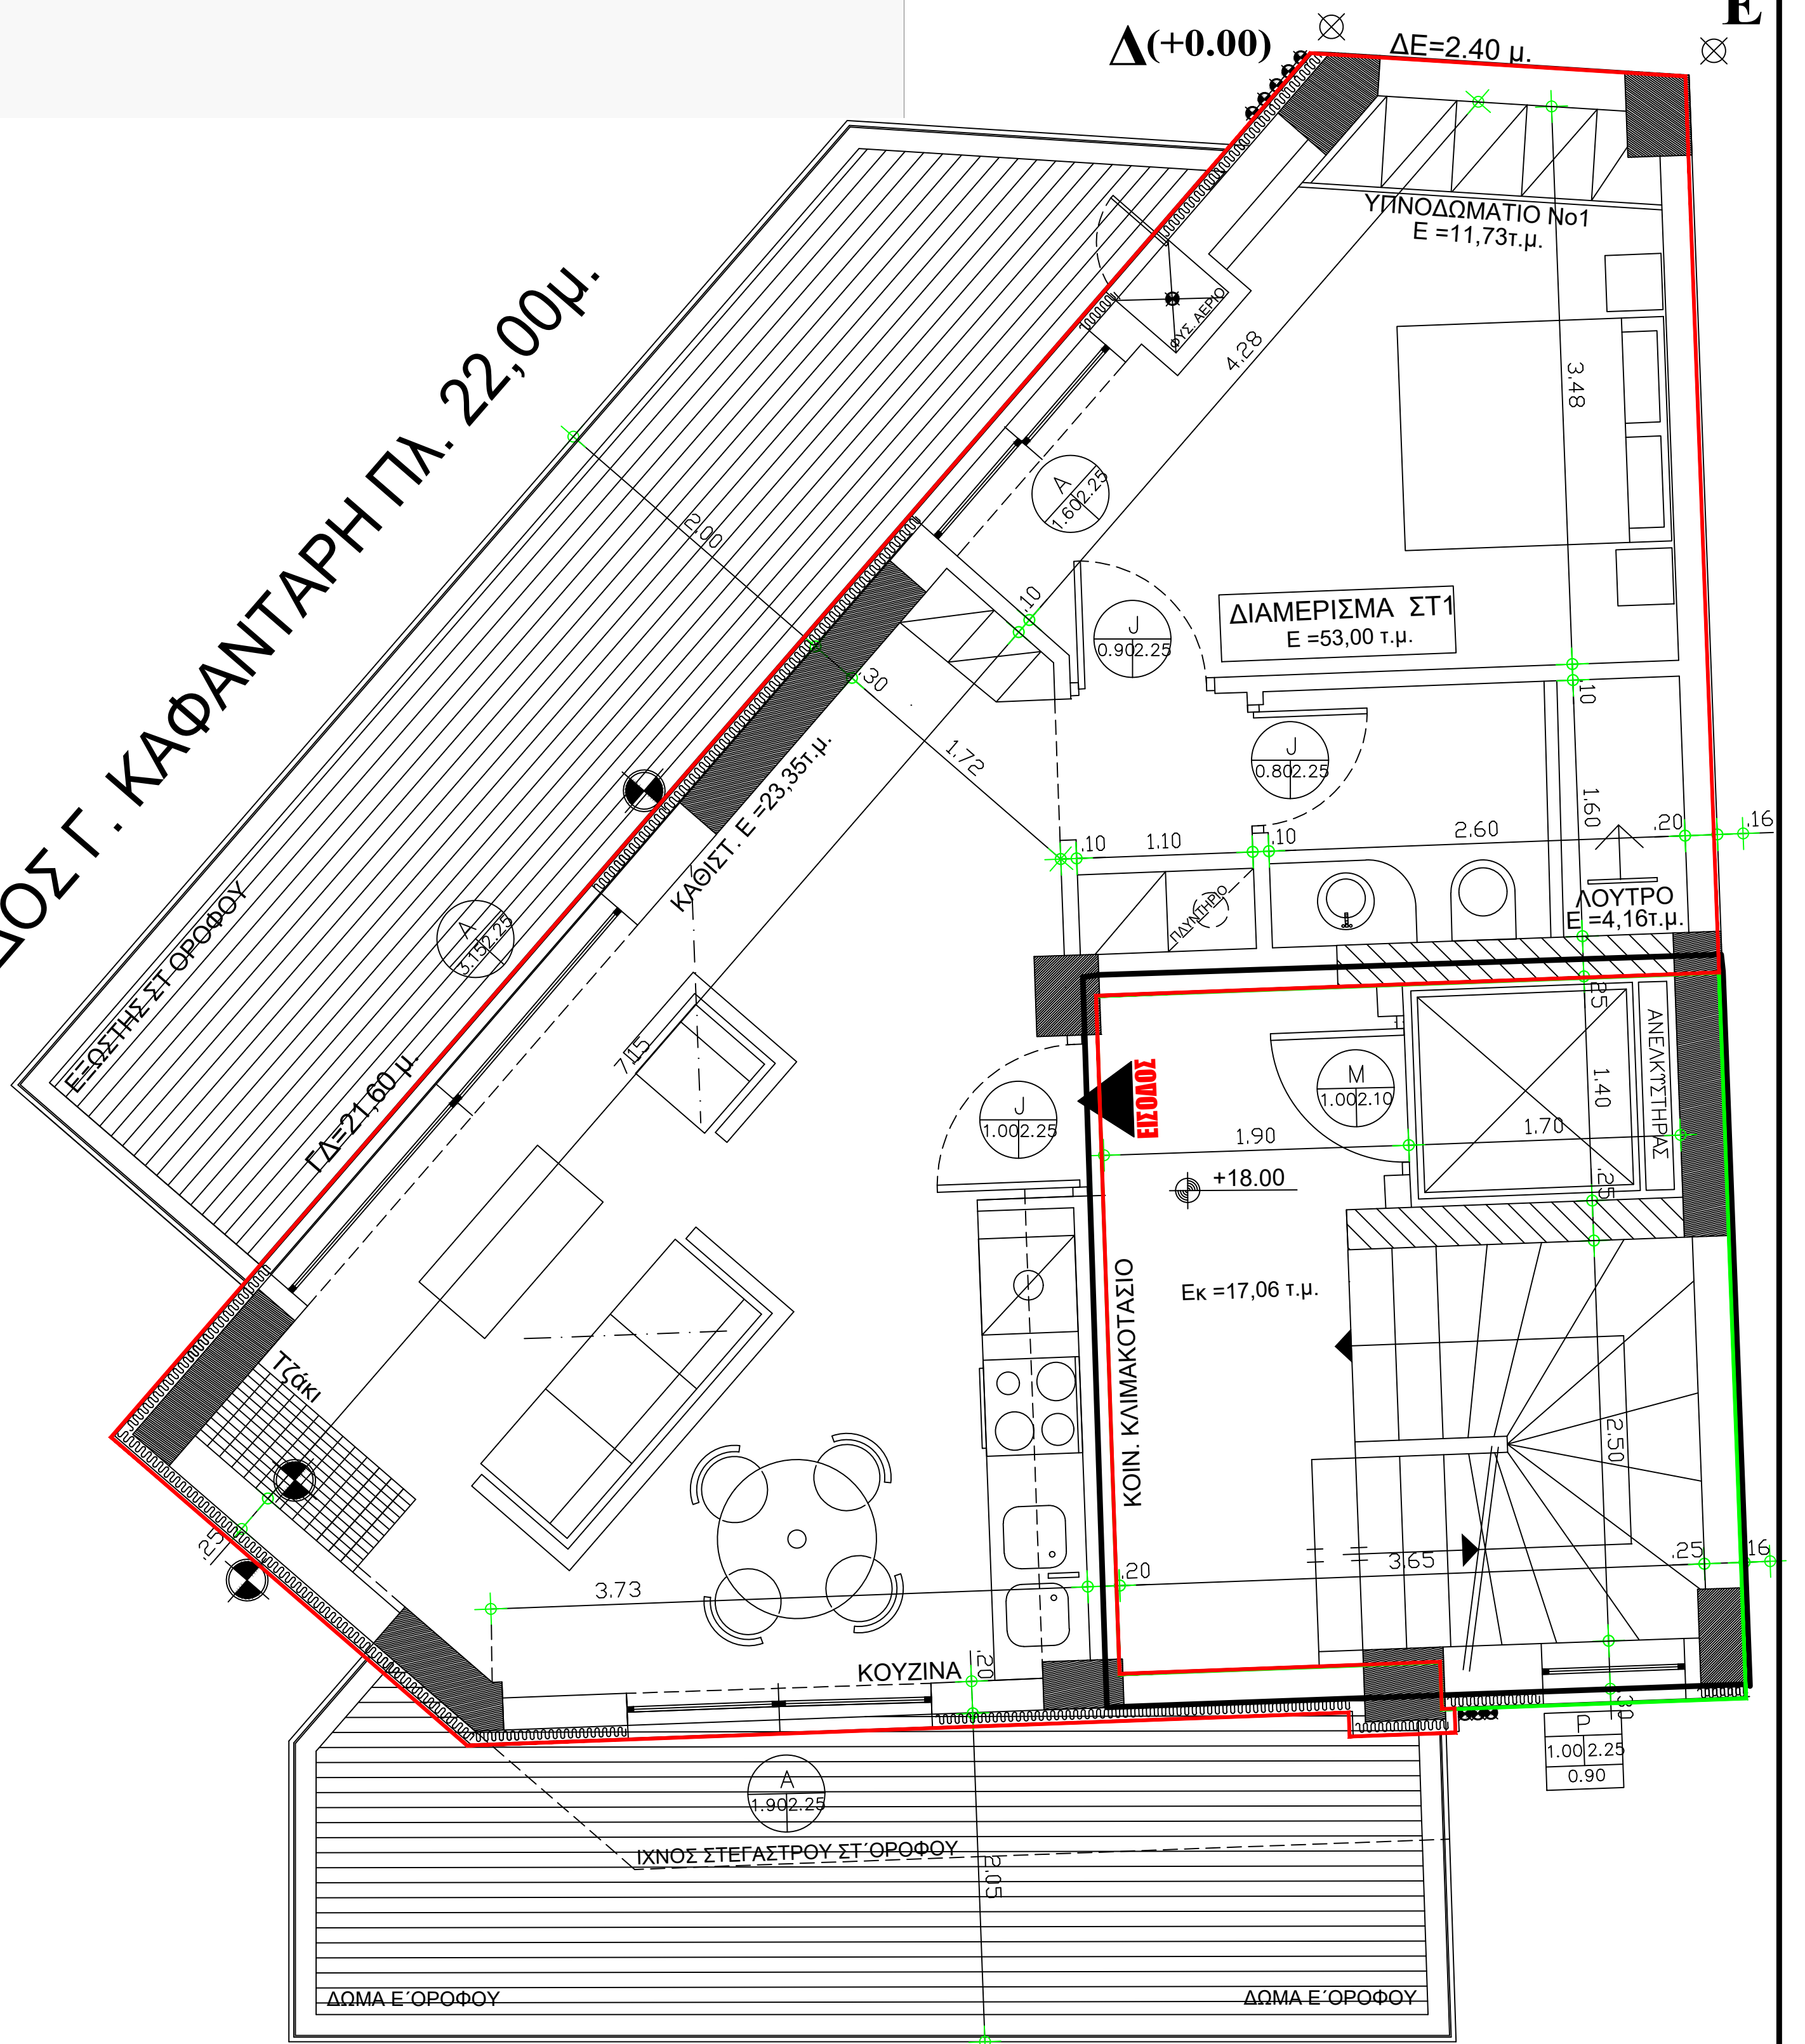 Ε
Δ(+0.00)
ΔΕ=2.40 μ.
ΥΠΝΟΔΩΜΑΤΙΟ Νο1
Ε =11,73τ.μ.
ΦΥΣ. ΑΕΡΙΟ
4.28
3.48
ΔΟΣ Γ. ΚΑΦΑΝΤΑΡΗ Πλ. 22,00μ.
2.00
A
1.60 2.25
.10
J
0.90 2.25
ΔΙΑΜΕΡΙΣΜΑ ΣΤ1
Ε =53,00 τ.μ.
.30
.10
1.72
J
0.80 2.25
1.60
ΚΑΘΙΣΤ. Ε =23,35τ.μ.
.10
1.10
.10
2.60
.20
.16
ΠΛΥΝΤΗΡΙΟ
ΛΟΥΤΡΟ
Ε =4,16τ.μ.
ΕΞΩΣΤΗΣ ΣΤ ΟΡΟΦΟΥ
A
3.15 2.25
ΓΔ=21,60 μ.
7.15
.25
ΑΝΕΛΚΥΣΤΗΡΑΣ
J
1.00 2.25
ΕΙΣΟΔΟΣ
M
1.00 2.10
1.40
1.90
1.70
+18.00
.25
Εκ =17,06 τ.μ.
ΚΟΙΝ. ΚΛΙΜΑΚΟΤΑΣΙΟ
Τζάκι
2.50
.25
3.73
.20
3.65
.25
16
ΚΟΥΖΙΝΑ
.20
.30
P
1.00 2.25
0.90
A
1.90 2.25
ΙΧΝΟΣ ΣΤΕΓΑΣΤΡΟΥ ΣΤ΄ΟΡΟΦΟΥ
2.05
ΔΩΜΑ Ε΄ΟΡΟΦΟΥ
ΔΩΜΑ Ε΄ΟΡΟΦΟΥ